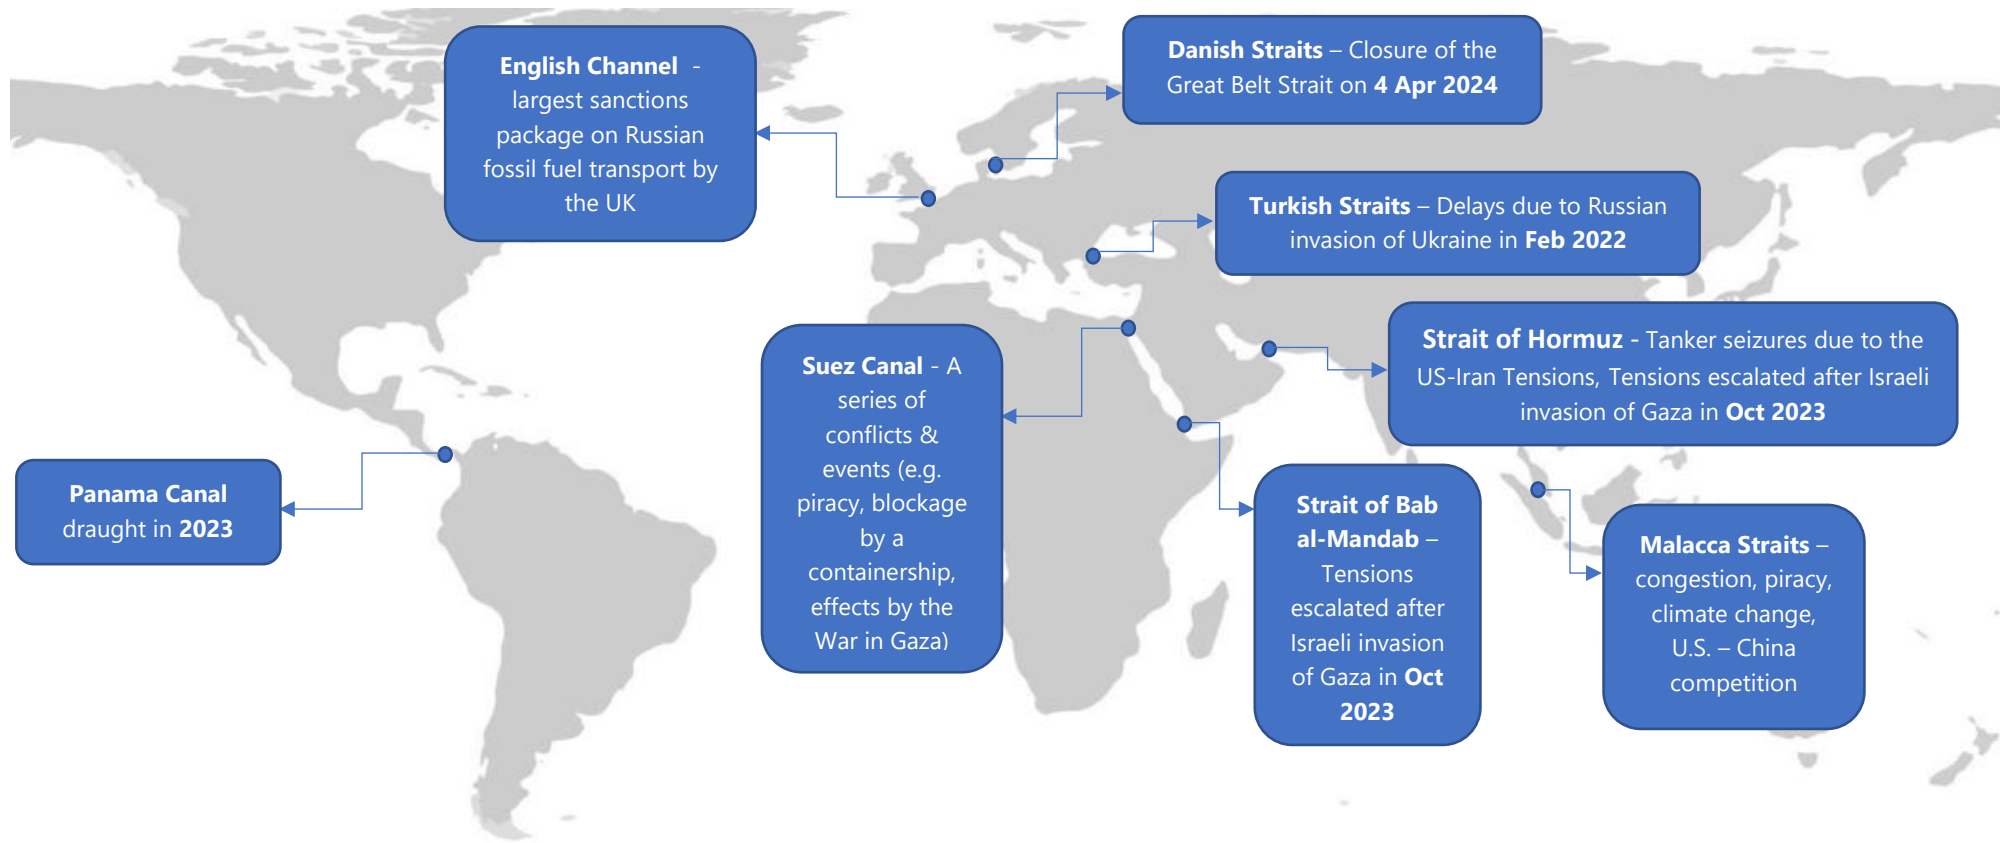 English Channel -
largest sanctions
package on Russian
fossil fuel transport by
the UK
Danish Straits – Closure of the
Great Belt Strait on 4 Apr 2024
Turkish Straits – Delays due to Russian
invasion of Ukraine in Feb 2022
Strait of Hormuz - Tanker seizures due to the
US-Iran Tensions, Tensions escalated after Israeli
invasion of Gaza in Oct 2023
Suez Canal - A
series of
conflicts &
events (e.g.
piracy, blockage
by a
containership,
effects by the
War in Gaza)
Panama Canal
draught in 2023
Strait of Bab
al-Mandab –
Tensions
escalated after
Israeli invasion
of Gaza in Oct
2023
Malacca Straits –
congestion, piracy,
climate change,
U.S. – China
competition